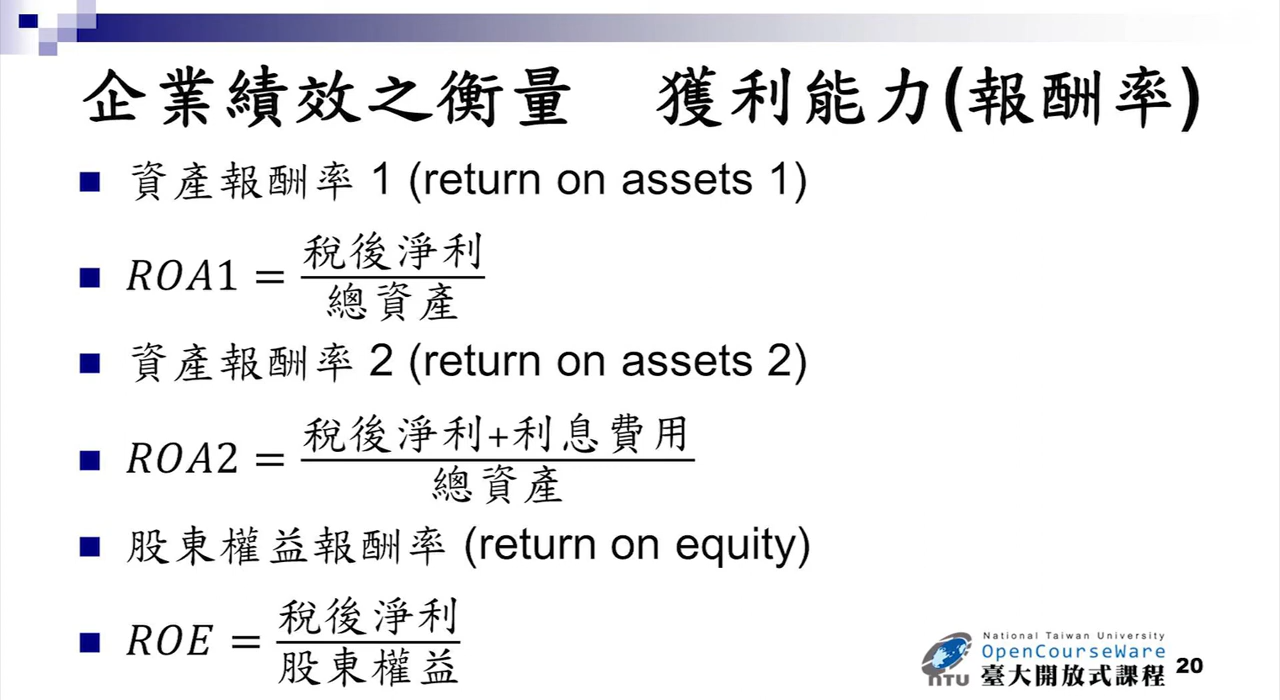 企業績效之衡量 獲利能力(報酬率)
資產報酬率 1 (return on assets 1)
ROA1 = 稅後淨利 / 總資產
資產報酬率 2 (return on assets 2)
ROA2 = 稅後淨利+利息費用 / 總資產
股東權益報酬率 (return on equity)
ROE = 稅後淨利 / 股東權益
National Taiwan University
OpenCourseWare
NTU 臺大開放式課程 20